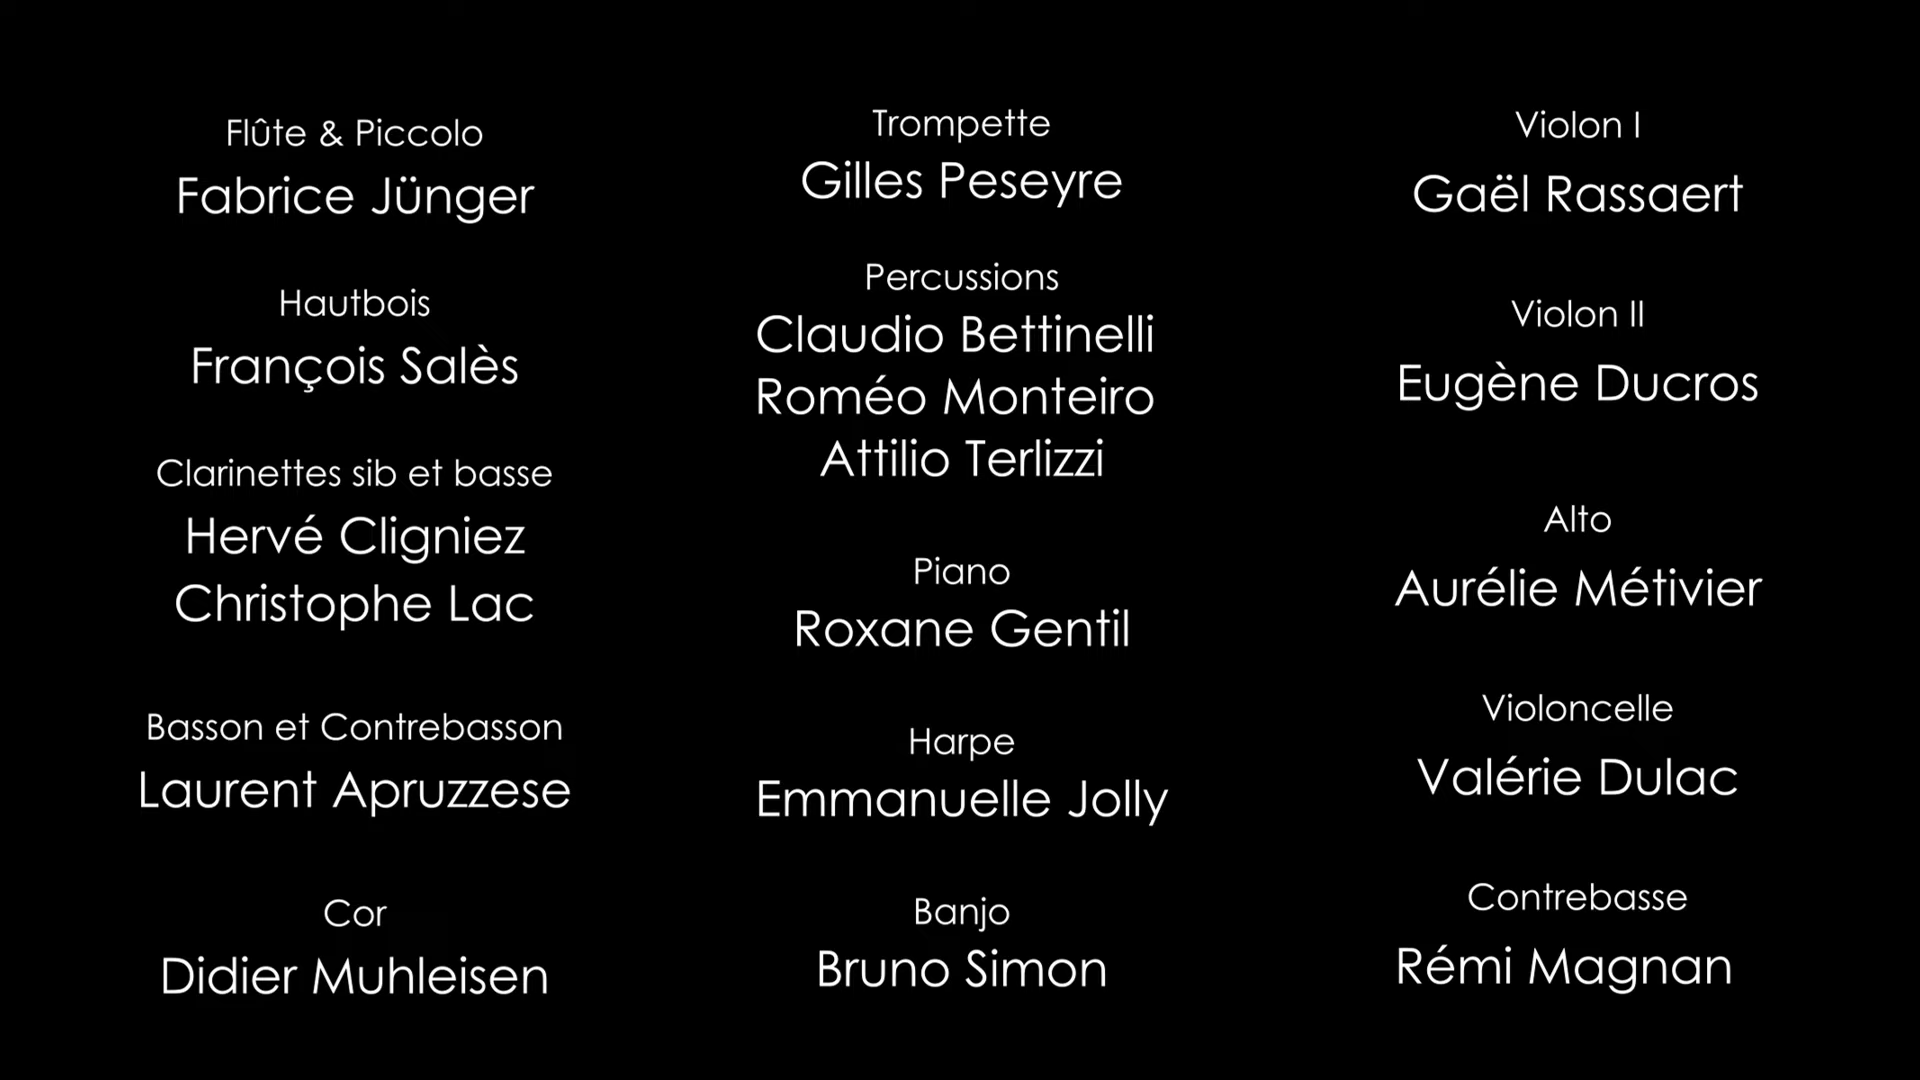 Flûte & Piccolo
Fabrice Jünger
Hautbois
François Salès
Clarinettes sib et basse
Hervé Cligniez
Christophe Lac
Basson et Contrebasson
Laurent Apruzzese
Cor
Didier Muhleisen
Trompette
Gilles Peseyre
Percussions
Claudio Bettinelli
Roméo Monteiro
Attilio Terlizzi
Piano
Roxane Gentil
Harpe
Emmanuelle Jolly
Banjo
Bruno Simon
Violon I
Gaël Rassaert
Violon II
Eugène Ducros
Alto
Aurélie Métivier
Violoncelle
Valérie Dulac
Contrebasse
Rémi Magnan